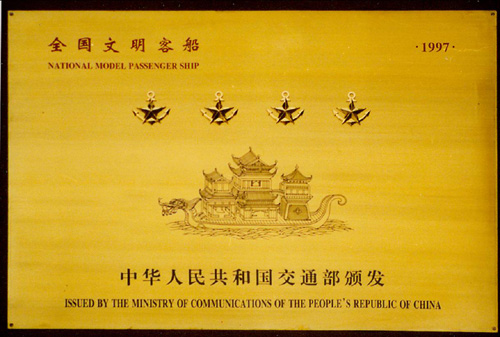 全国文明客船
·1997·
NATIONAL MODEL PASSENGER SHIP
中华人民共和国交通部颁发
ISSUED BY THE MINISTRY OF COMMUNICATIONS OF THE PEOPLE'S REPUBLIC OF CHINA